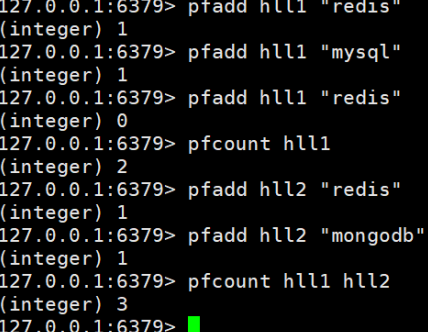 127.0.0.1:6379> pfadd hll1 "redis"
(integer) 1
127.0.0.1:6379> pfadd hll1 "mysql"
(integer) 1
127.0.0.1:6379> pfadd hll1 "redis"
(integer) 0
127.0.0.1:6379> pfcount hll1
(integer) 2
127.0.0.1:6379> pfadd hll2 "redis"
(integer) 1
127.0.0.1:6379> pfadd hll2 "mongodb"
(integer) 1
127.0.0.1:6379> pfcount hll1 hll2
(integer) 3
127.0.0.1:6379>